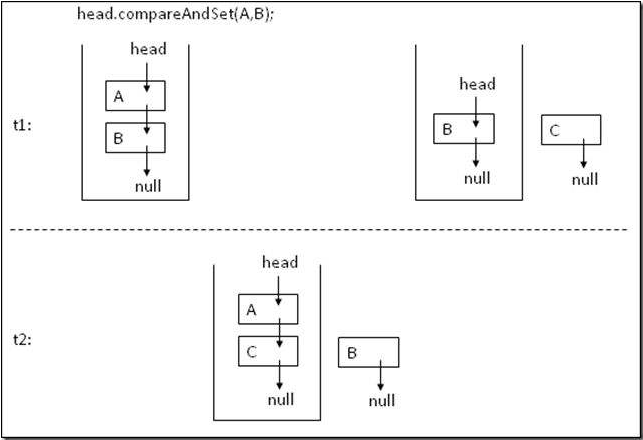 head.compareAndSet(A,B);
head
A
t1:
B
null
head
B
null
C
null
head
A
t2:
C
null
B
null